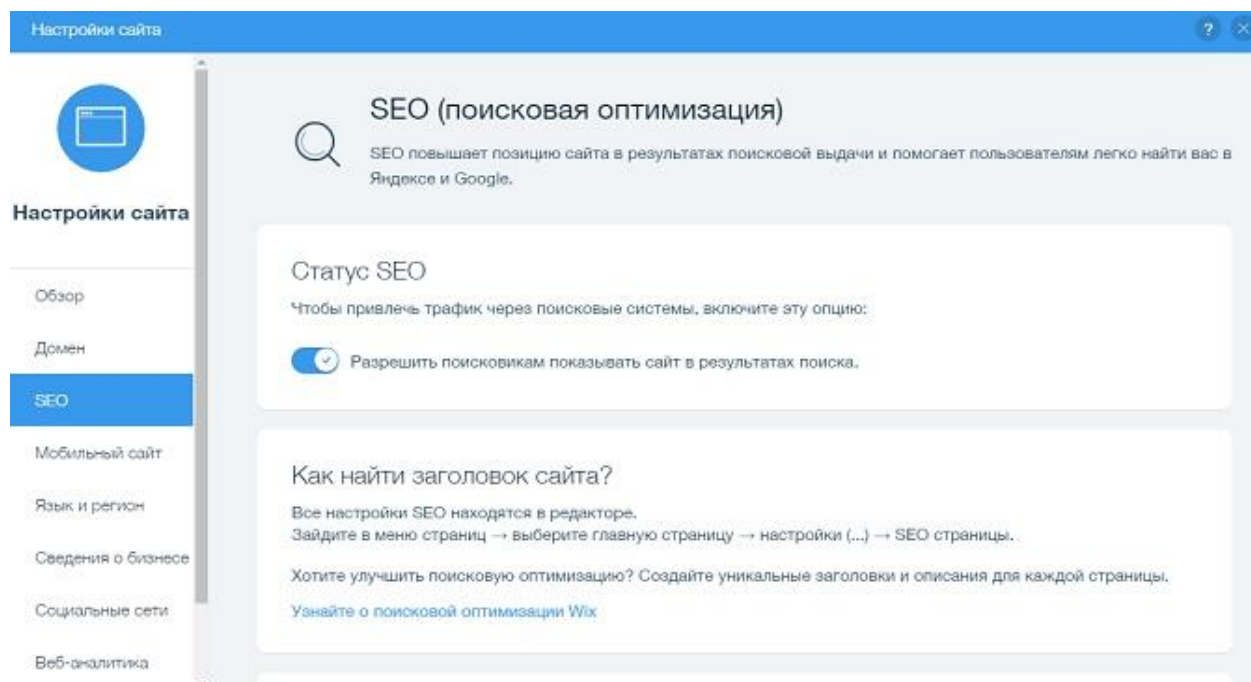 Настройки сайта
?
Настройки сайта
Обзор
Домен
SEO
Мобильный сайт
Язык и регион
Сведения о бизнесе
Социальные сети
Веб-аналитика
SEO (поисковая оптимизация)
SEO повышает позицию сайта в результатах поисковой выдачи и помогает пользователям легко найти вас в
Яндексе и Google.
Статус SEO
Чтобы привлечь трафик через поисковые системы, включите эту опцию:
Разрешить поисковикам показывать сайт в результатах поиска.
Как найти заголовок сайта?
Все настройки SEO находятся в редакторе.
Зайдите в меню страниц → выберите главную страницу → настройки (...) → SEO страницы.
Хотите улучшить поисковую оптимизацию? Создайте уникальные заголовки и описания для каждой страницы.
Узнайте о поисковой оптимизации Wix